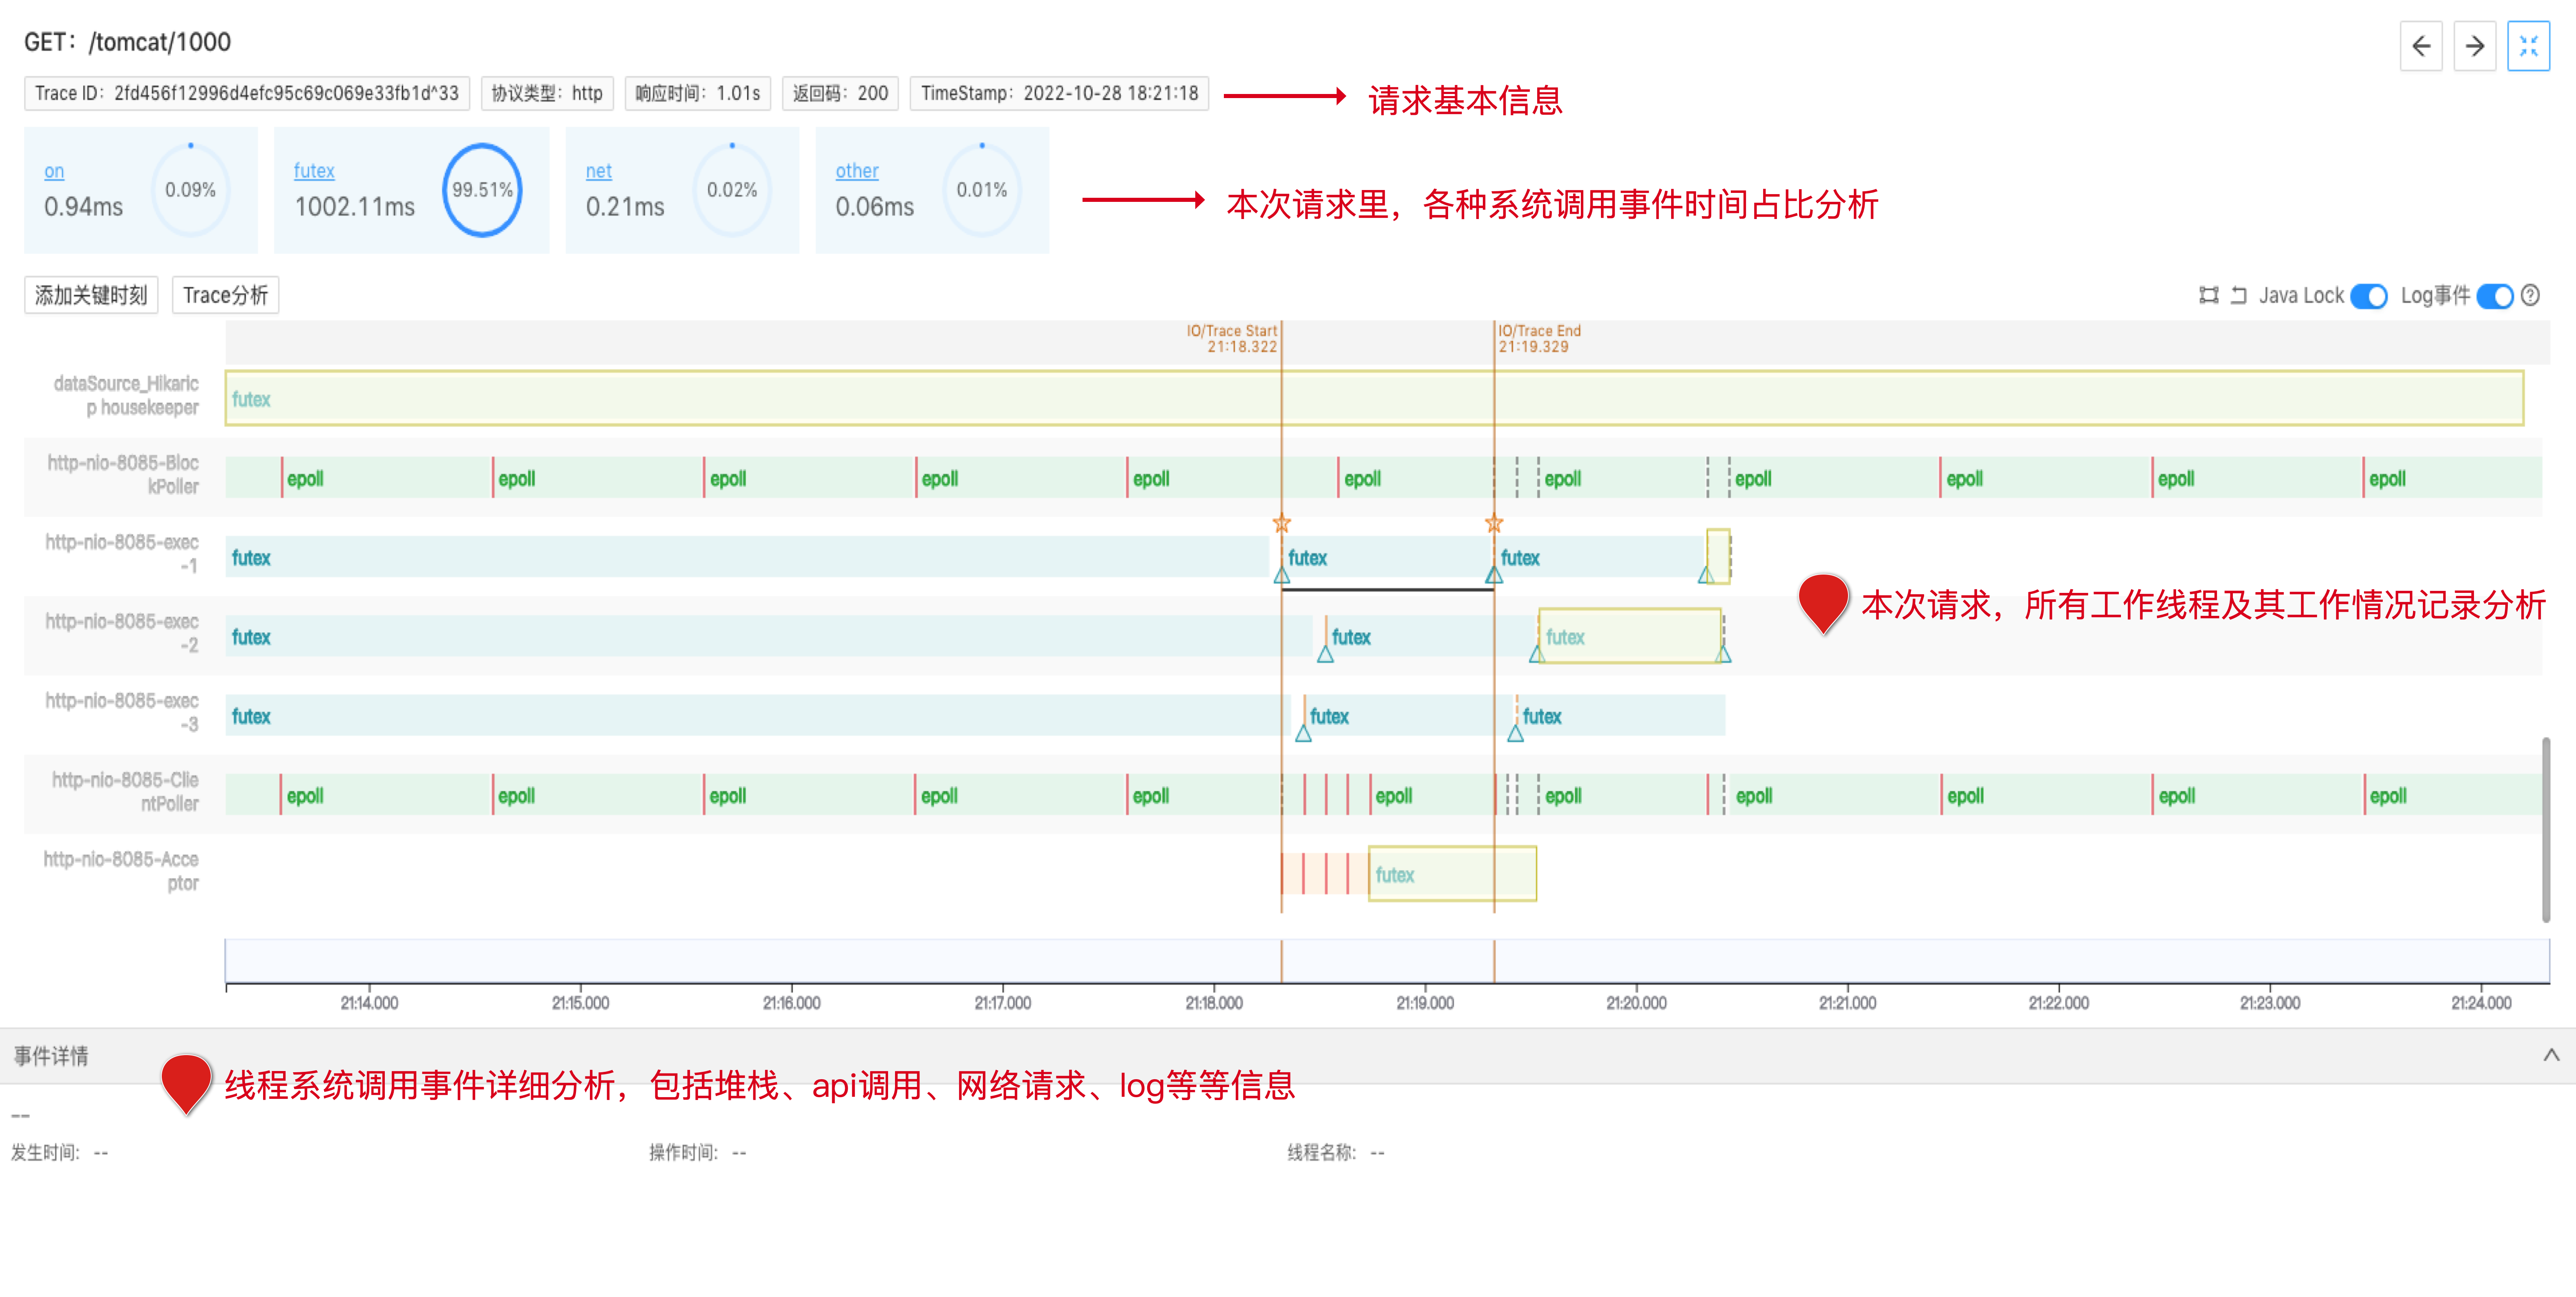 GET：/tomcat/1000
Trace ID：2fd456f12996d4efc95c69c069e33fb1d^33 协议类型：http 响应时间：1.01s 返回码：200 TimeStamp：2022-10-28 18:21:18 请求基本信息
on
0.94ms
0.09%
futex
1002.11ms
99.51%
net
0.21ms
0.02%
other
0.06ms
0.01%
本次请求里，各种系统调用事件时间占比分析
添加关键时刻 Trace分析 Java Lock Log事件
IO/Trace Start
21:18.322
IO/Trace End
21:19.329
dataSource_Hikaric
p housekeeper
futex
http-nio-8085-Bloc
kPoller
epoll epoll epoll epoll epoll epoll epoll epoll epoll epoll epoll
http-nio-8085-exec
-1
futex futex futex
本次请求，所有工作线程及其工作情况记录分析
http-nio-8085-exec
-2
futex futex futex
http-nio-8085-exec
-3
futex futex futex
http-nio-8085-Clie
ntPoller
epoll epoll epoll epoll epoll epoll epoll epoll epoll epoll epoll
http-nio-8085-Acce
ptor
futex
21:14.000 21:15.000 21:16.000 21:17.000 21:18.000 21:19.000 21:20.000 21:21.000 21:22.000 21:23.000 21:24.000
事件详情
线程系统调用事件详细分析，包括堆栈、api调用、网络请求、log等等信息
--
发生时间: -- 操作时间: -- 线程名称: --